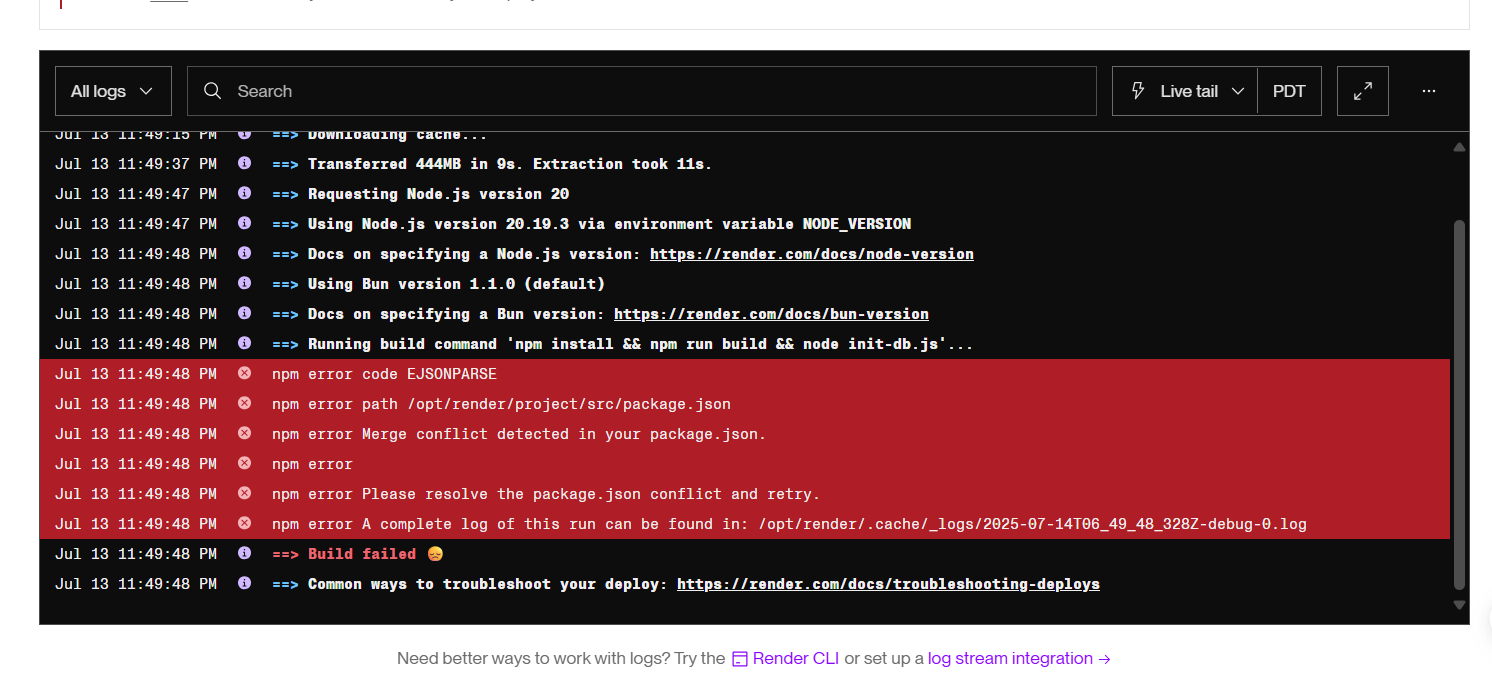 All logs
Search
Live tail
PDT
Jul 13 11:49:15 PM ==> Downloading cache...
Jul 13 11:49:37 PM ==> Transferred 444MB in 9s. Extraction took 11s.
Jul 13 11:49:47 PM ==> Requesting Node.js version 20
Jul 13 11:49:47 PM ==> Using Node.js version 20.19.3 via environment variable NODE_VERSION
Jul 13 11:49:48 PM ==> Docs on specifying a Node.js version: https://render.com/docs/node-version
Jul 13 11:49:48 PM ==> Using Bun version 1.1.0 (default)
Jul 13 11:49:48 PM ==> Docs on specifying a Bun version: https://render.com/docs/bun-version
Jul 13 11:49:48 PM ==> Running build command 'npm install && npm run build && node init-db.js'...
Jul 13 11:49:48 PM npm error code EJSONPARSE
Jul 13 11:49:48 PM npm error path /opt/render/project/src/package.json
Jul 13 11:49:48 PM npm error Merge conflict detected in your package.json.
Jul 13 11:49:48 PM npm error
Jul 13 11:49:48 PM npm error Please resolve the package.json conflict and retry.
Jul 13 11:49:48 PM npm error A complete log of this run can be found in: /opt/render/.cache/_logs/2025-07-14T06_49_48_328Z-debug-0.log
Jul 13 11:49:48 PM ==> Build failed 😞
Jul 13 11:49:48 PM ==> Common ways to troubleshoot your deploy: https://render.com/docs/troubleshooting-deploys
Need better ways to work with logs? Try the Render CLI or set up a log stream integration →